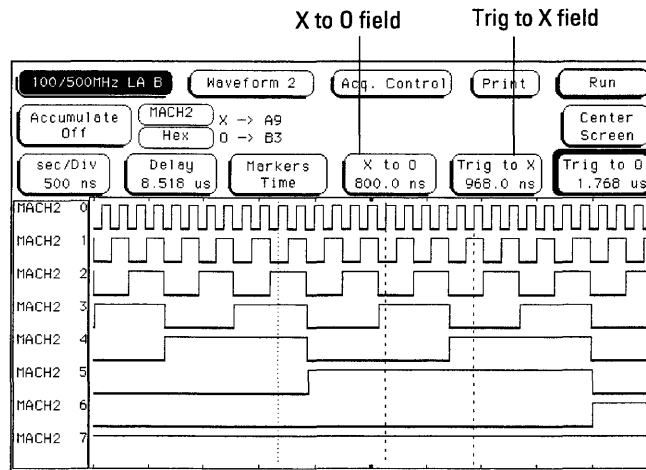 X to O field Trig to X field
100/500MHz LA B Waveform 2 Acq. Control Print Run
Accumulate Off MACH2 Hex X -> A9 O -> B3 Center Screen
sec/Div 500 ns Delay 8.518 us Markers Time X to O 800.0 ns Trig to X 968.0 ns Trig to O 1.768 us
MACH2 0
MACH2 1
MACH2 2
MACH2 3
MACH2 4
MACH2 5
MACH2 6
MACH2 7